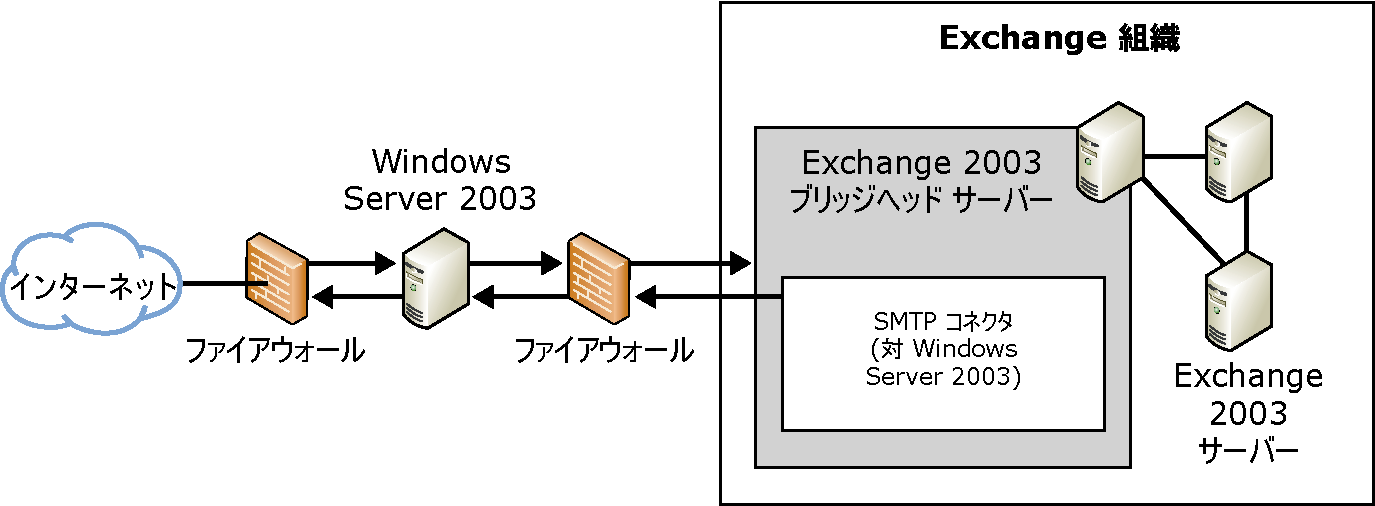 Exchange 組織
Exchange 2003
ブリッジヘッド サーバー
Windows
Server 2003
インターネット
ファイアウォール
ファイアウォール
SMTP コネクタ
(対 Windows
Server 2003)
Exchange
2003
サーバー